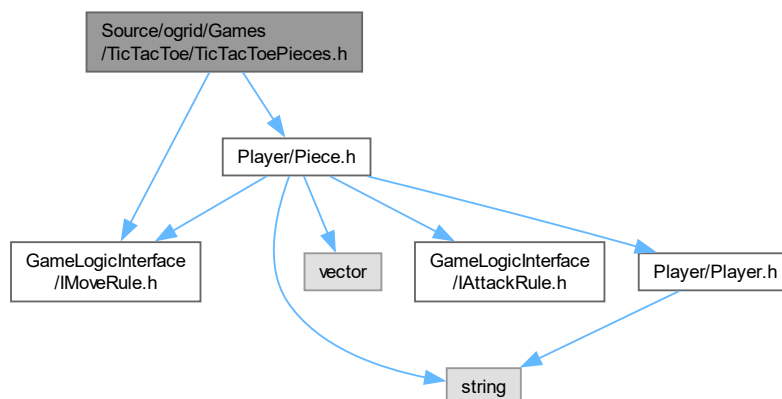 Source/ogrid/Games
/TicTacToe/TicTacToePieces.h
Player/Piece.h
GameLogicInterface
/IMoveRule.h
vector
GameLogicInterface
/IAttackRule.h
Player/Player.h
string